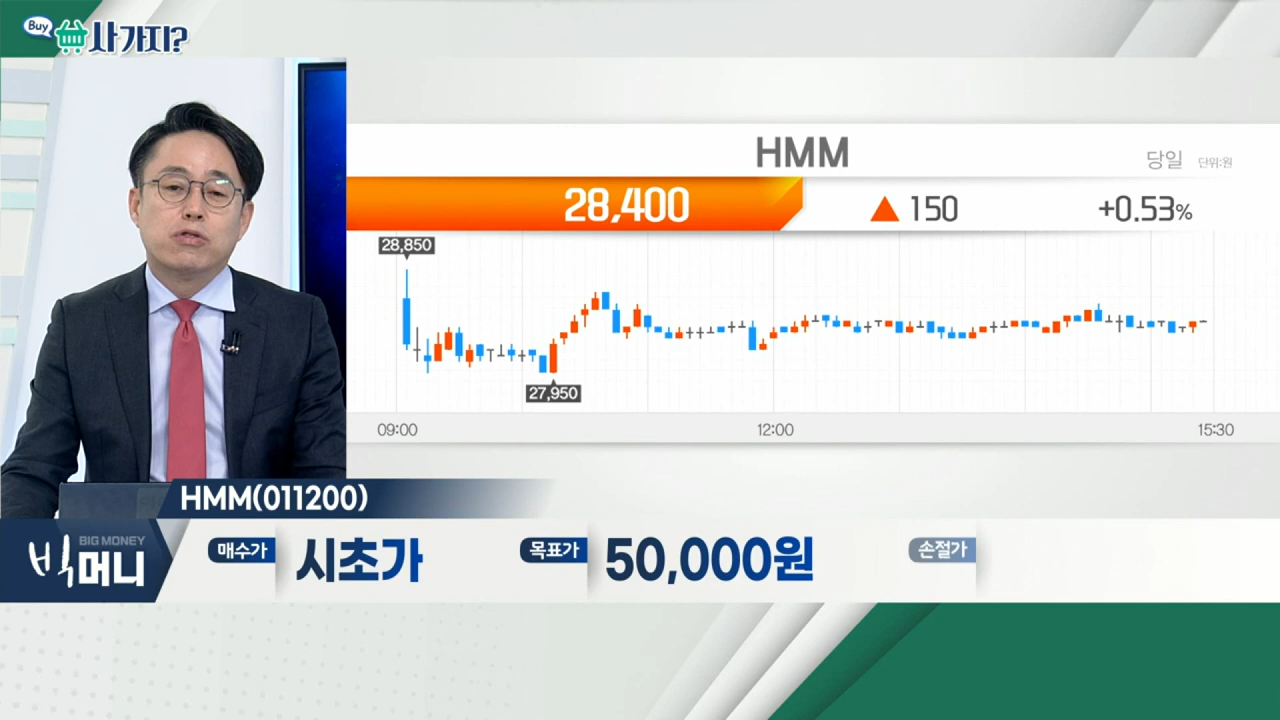 Buy
사가지?
HMM
당일 단위:원
28,400
▲ 150
+0.53%
28,850
27,950
09:00
12:00
15:30
HMM(011200)
BIG MONEY
빅머니
매수가
시초가
목표가
50,000원
손절가